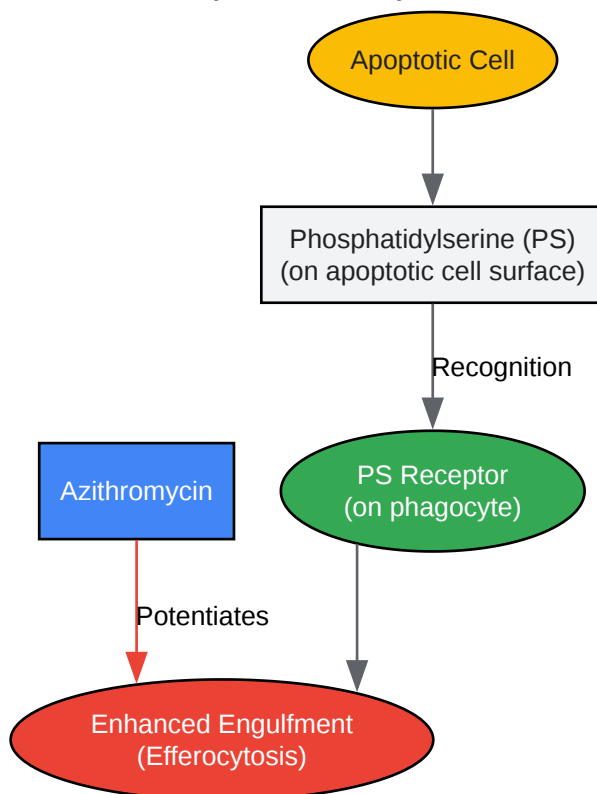 Apoptotic Cell
Phosphatidylserine (PS)
(on apoptotic cell surface)
Recognition
PS Receptor
(on phagocyte)
Azithromycin
Potentiates
Enhanced Engulfment
(Efferocytosis)